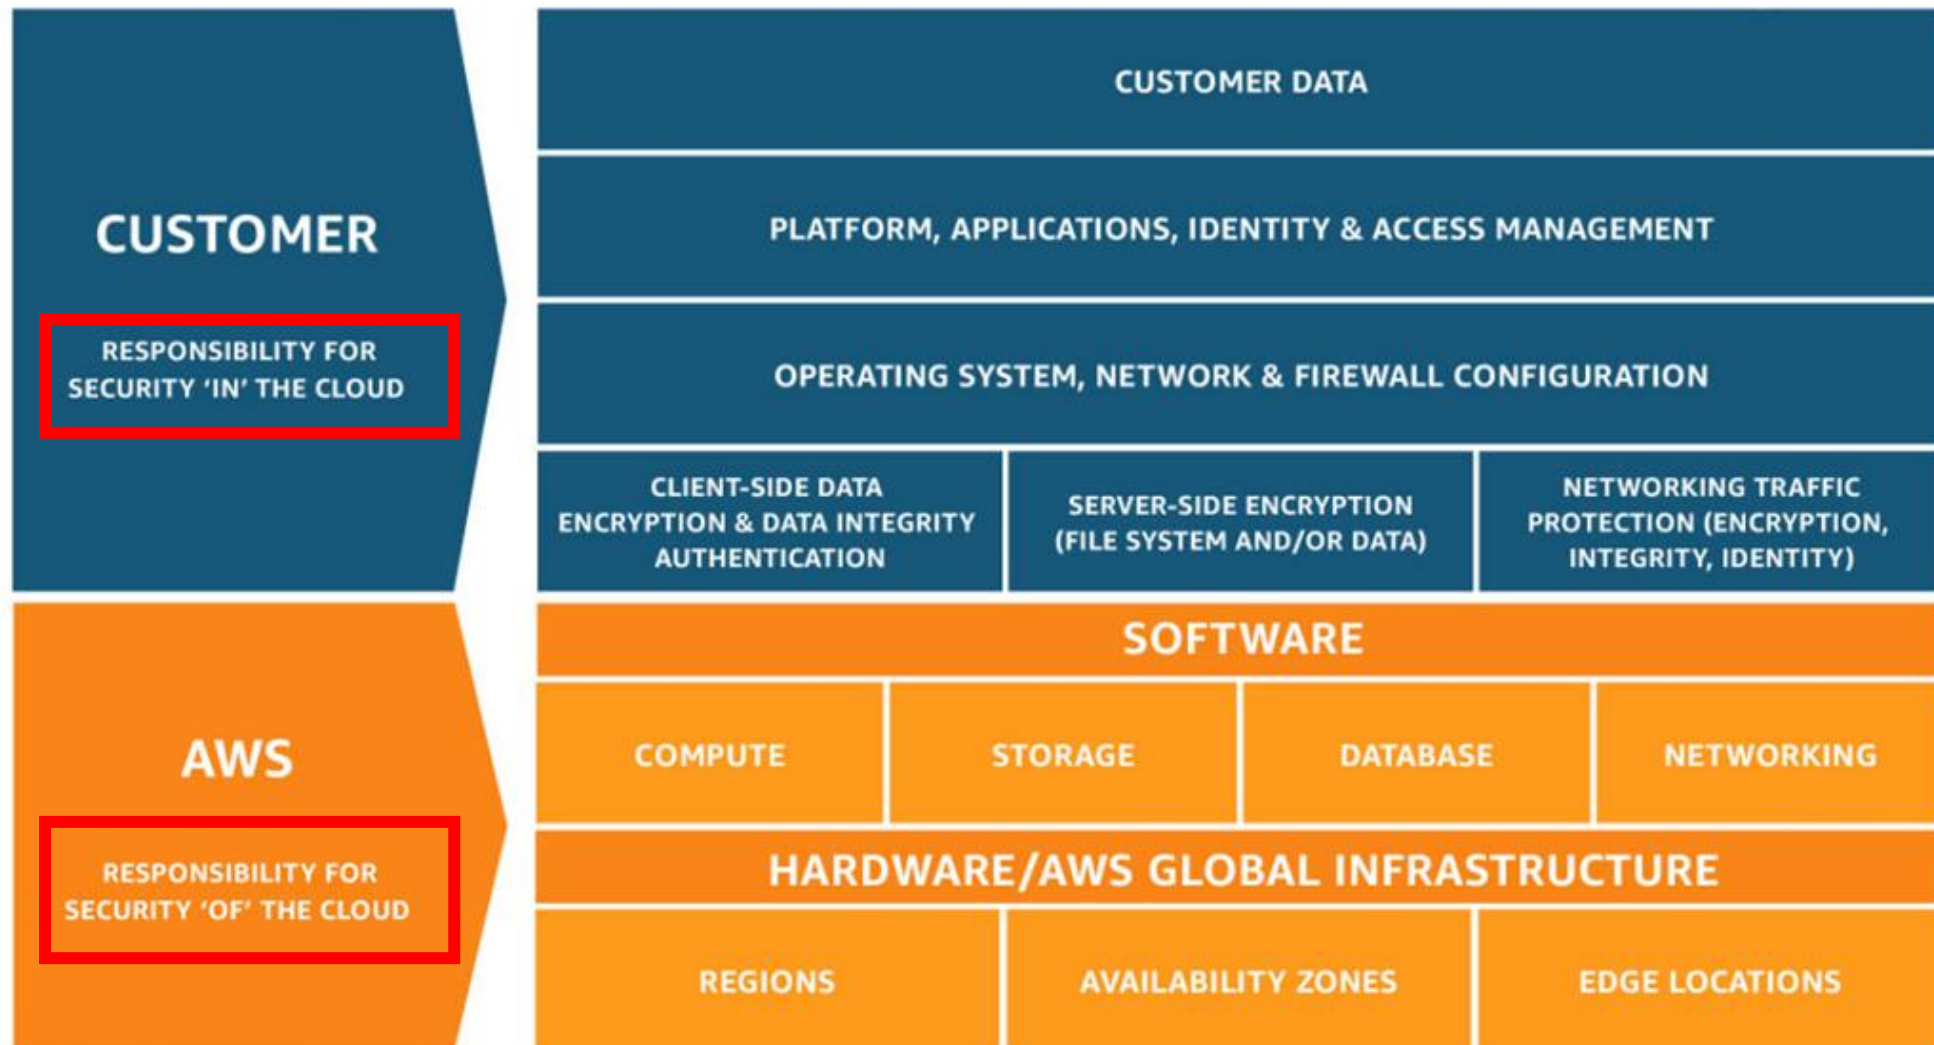 CUSTOMER
RESPONSIBILITY FOR
SECURITY ‘IN’ THE CLOUD
CUSTOMER DATA
PLATFORM, APPLICATIONS, IDENTITY & ACCESS MANAGEMENT
OPERATING SYSTEM, NETWORK & FIREWALL CONFIGURATION
CLIENT-SIDE DATA
ENCRYPTION & DATA INTEGRITY
AUTHENTICATION
SERVER-SIDE ENCRYPTION
(FILE SYSTEM AND/OR DATA)
NETWORKING TRAFFIC
PROTECTION (ENCRYPTION,
INTEGRITY, IDENTITY)
AWS
RESPONSIBILITY FOR
SECURITY ‘OF’ THE CLOUD
SOFTWARE
COMPUTE
STORAGE
DATABASE
NETWORKING
HARDWARE/AWS GLOBAL INFRASTRUCTURE
REGIONS
AVAILABILITY ZONES
EDGE LOCATIONS